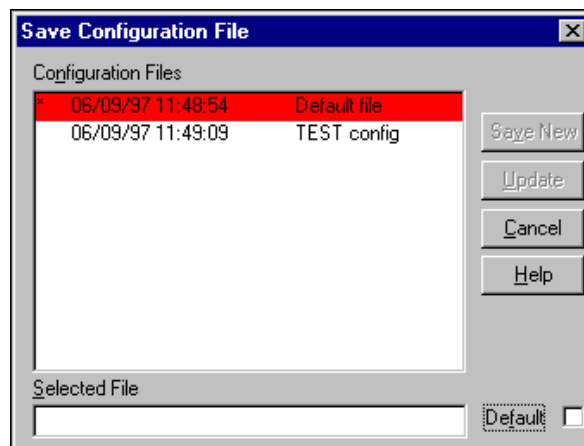 Save Configuration File
Configuration Files
* 06/09/97 11:48:54 Default file
06/09/97 11:49:09 TEST config
Save New
Update
Cancel
Help
Selected File
Default